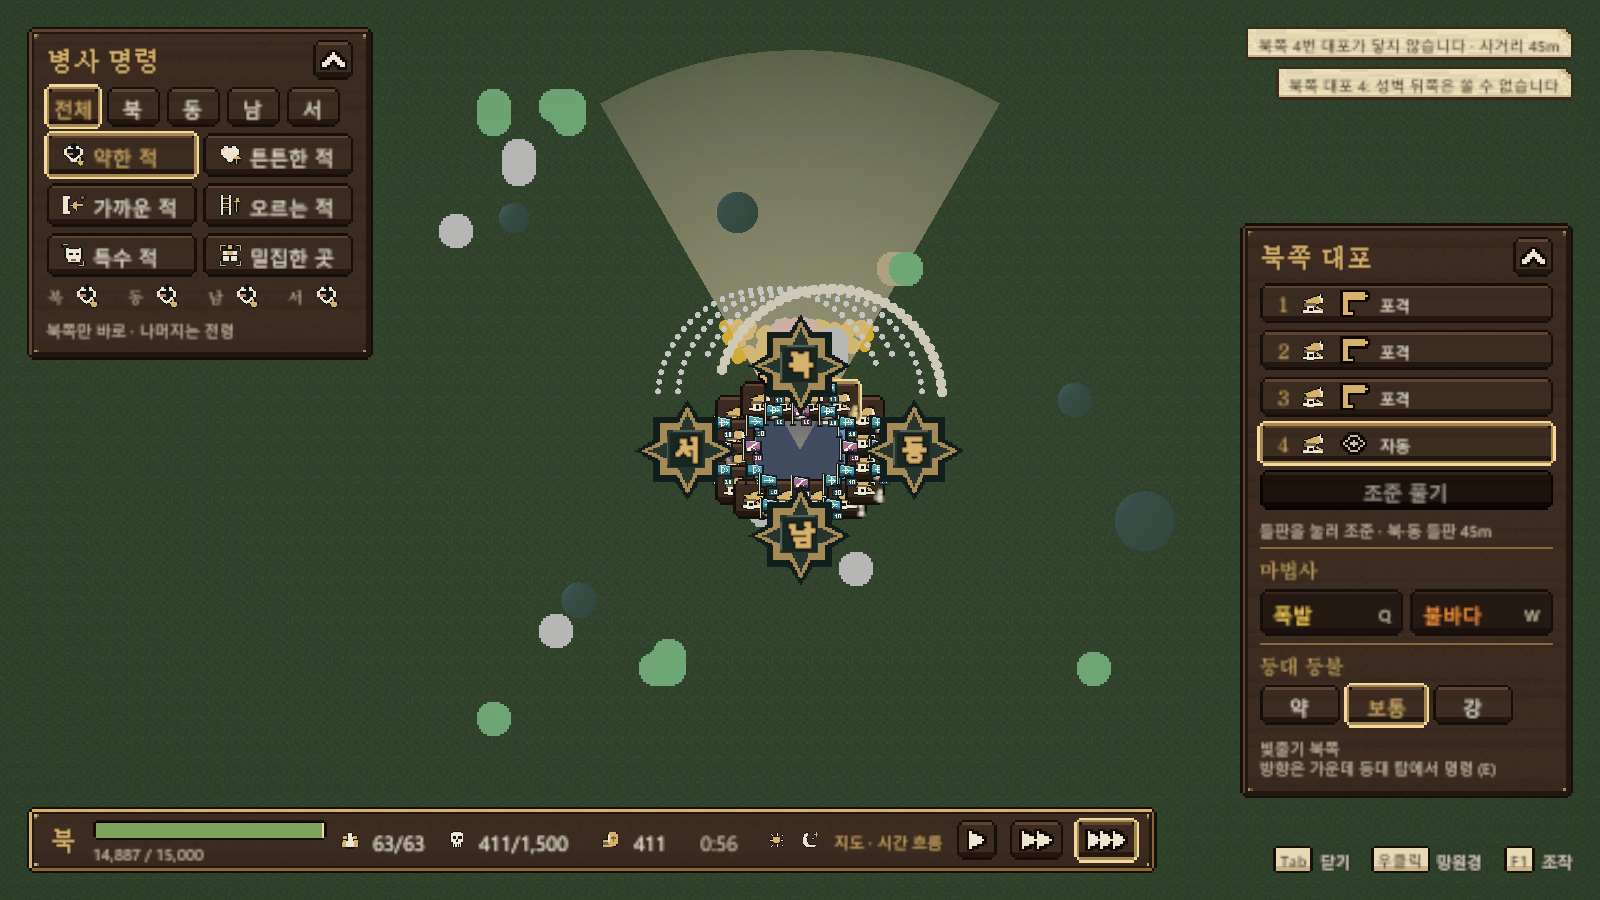 병사 명령
전체 북 동 남 서
약한 적 튼튼한 적
가까운 적 오르는 적
특수 적 밀집한 곳
북 동 남 서
북쪽만 바로 · 나머지는 전령
북쪽 4번 대포가 닿지 않습니다 · 사거리 45m
북쪽 대포 4: 성벽 뒤쪽은 쏠 수 없습니다
북
서 동
남
북쪽 대포
1 포격
2 포격
3 포격
4 자동
조준 풀기
들판을 눌러 조준 · 북·동 들판 45m
마법사
폭발 Q 불바다 W
등대 등불
약 보통 강
빛줄기 북쪽
방향은 가운데 등대 탑에서 명령 (E)
북 14,887 / 15,000 63/63 411/1,500 411 0:56 지도 · 시간 흐름
Tab 닫기 우클릭 망원경 F1 조작